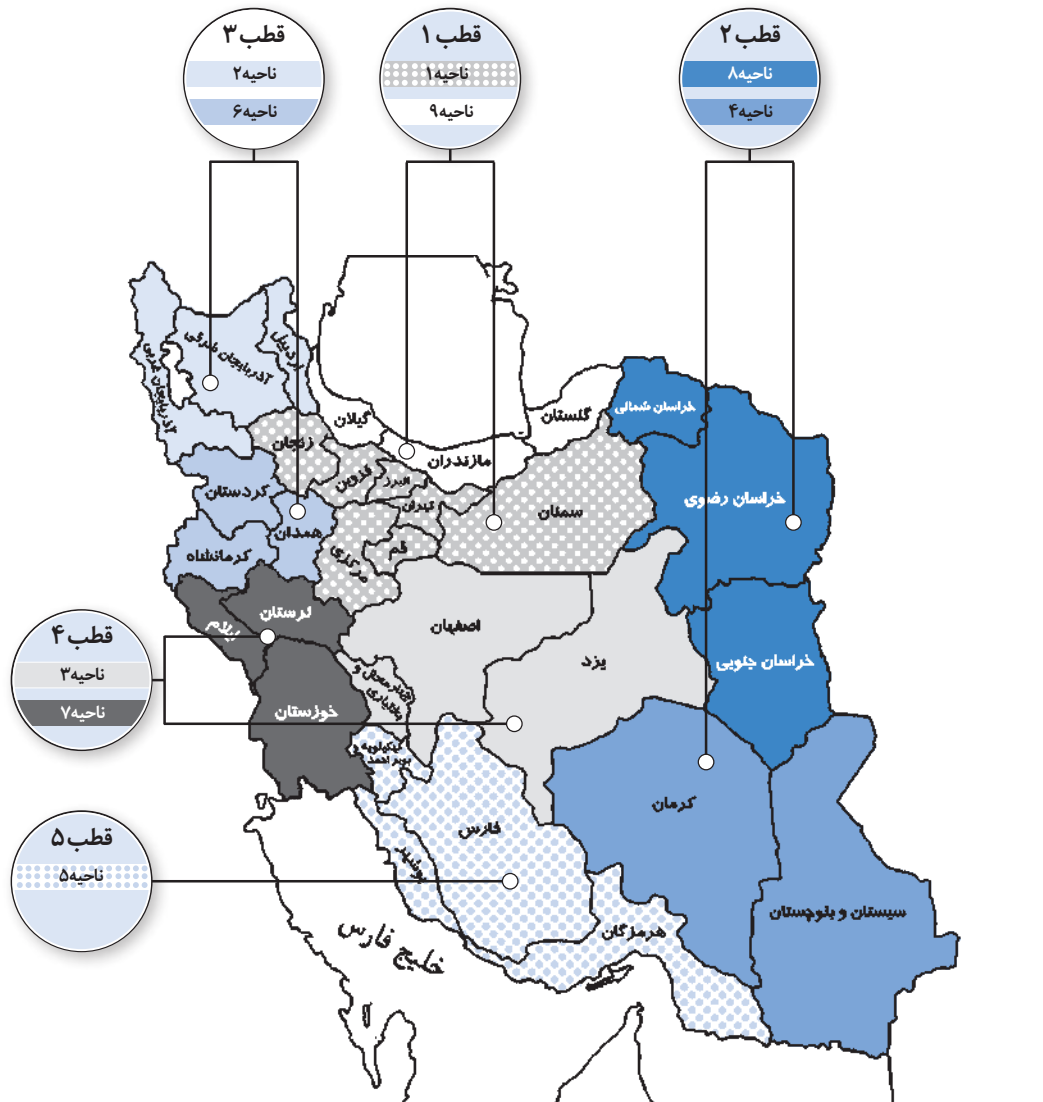 قطب ۲
ناحیه۸
ناحیه۴
قطب ۱
ناحیه۱
ناحیه۹
قطب ۳
ناحیه۲
ناحیه۶
آذربایجان شرقی
اردبیل
آذربایجان غربی
گیلان
گلستان
خراسان شمالی
زنجان
مازندران
قزوین
البرز
کردستان
تهران
سمنان
خراسان رضوی
همدان
کرمانشاه
مرکزی
قم
لرستان
ایلام
اصفهان
یزد
خراسان جنوبی
قطب ۴
ناحیه۳
ناحیه۷
چهارمحال و
بختیاری
خوزستان
کهیکیلویه و
بویر احمد
کرمان
فارس
بوشهر
قطب ۵
ناحیه۵
سیستان و بلوچستان
هرمزگان
خلیج فارس